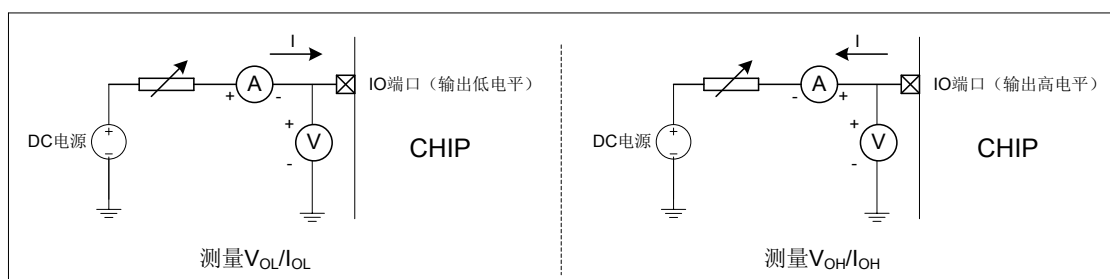 I
A
+ -
IO端口（输出低电平）
DC电源
+
-
+
V
-
CHIP
测量VOL/IOL
I
A
- +
IO端口（输出高电平）
DC电源
+
-
+
V
-
CHIP
测量VOH/IOH